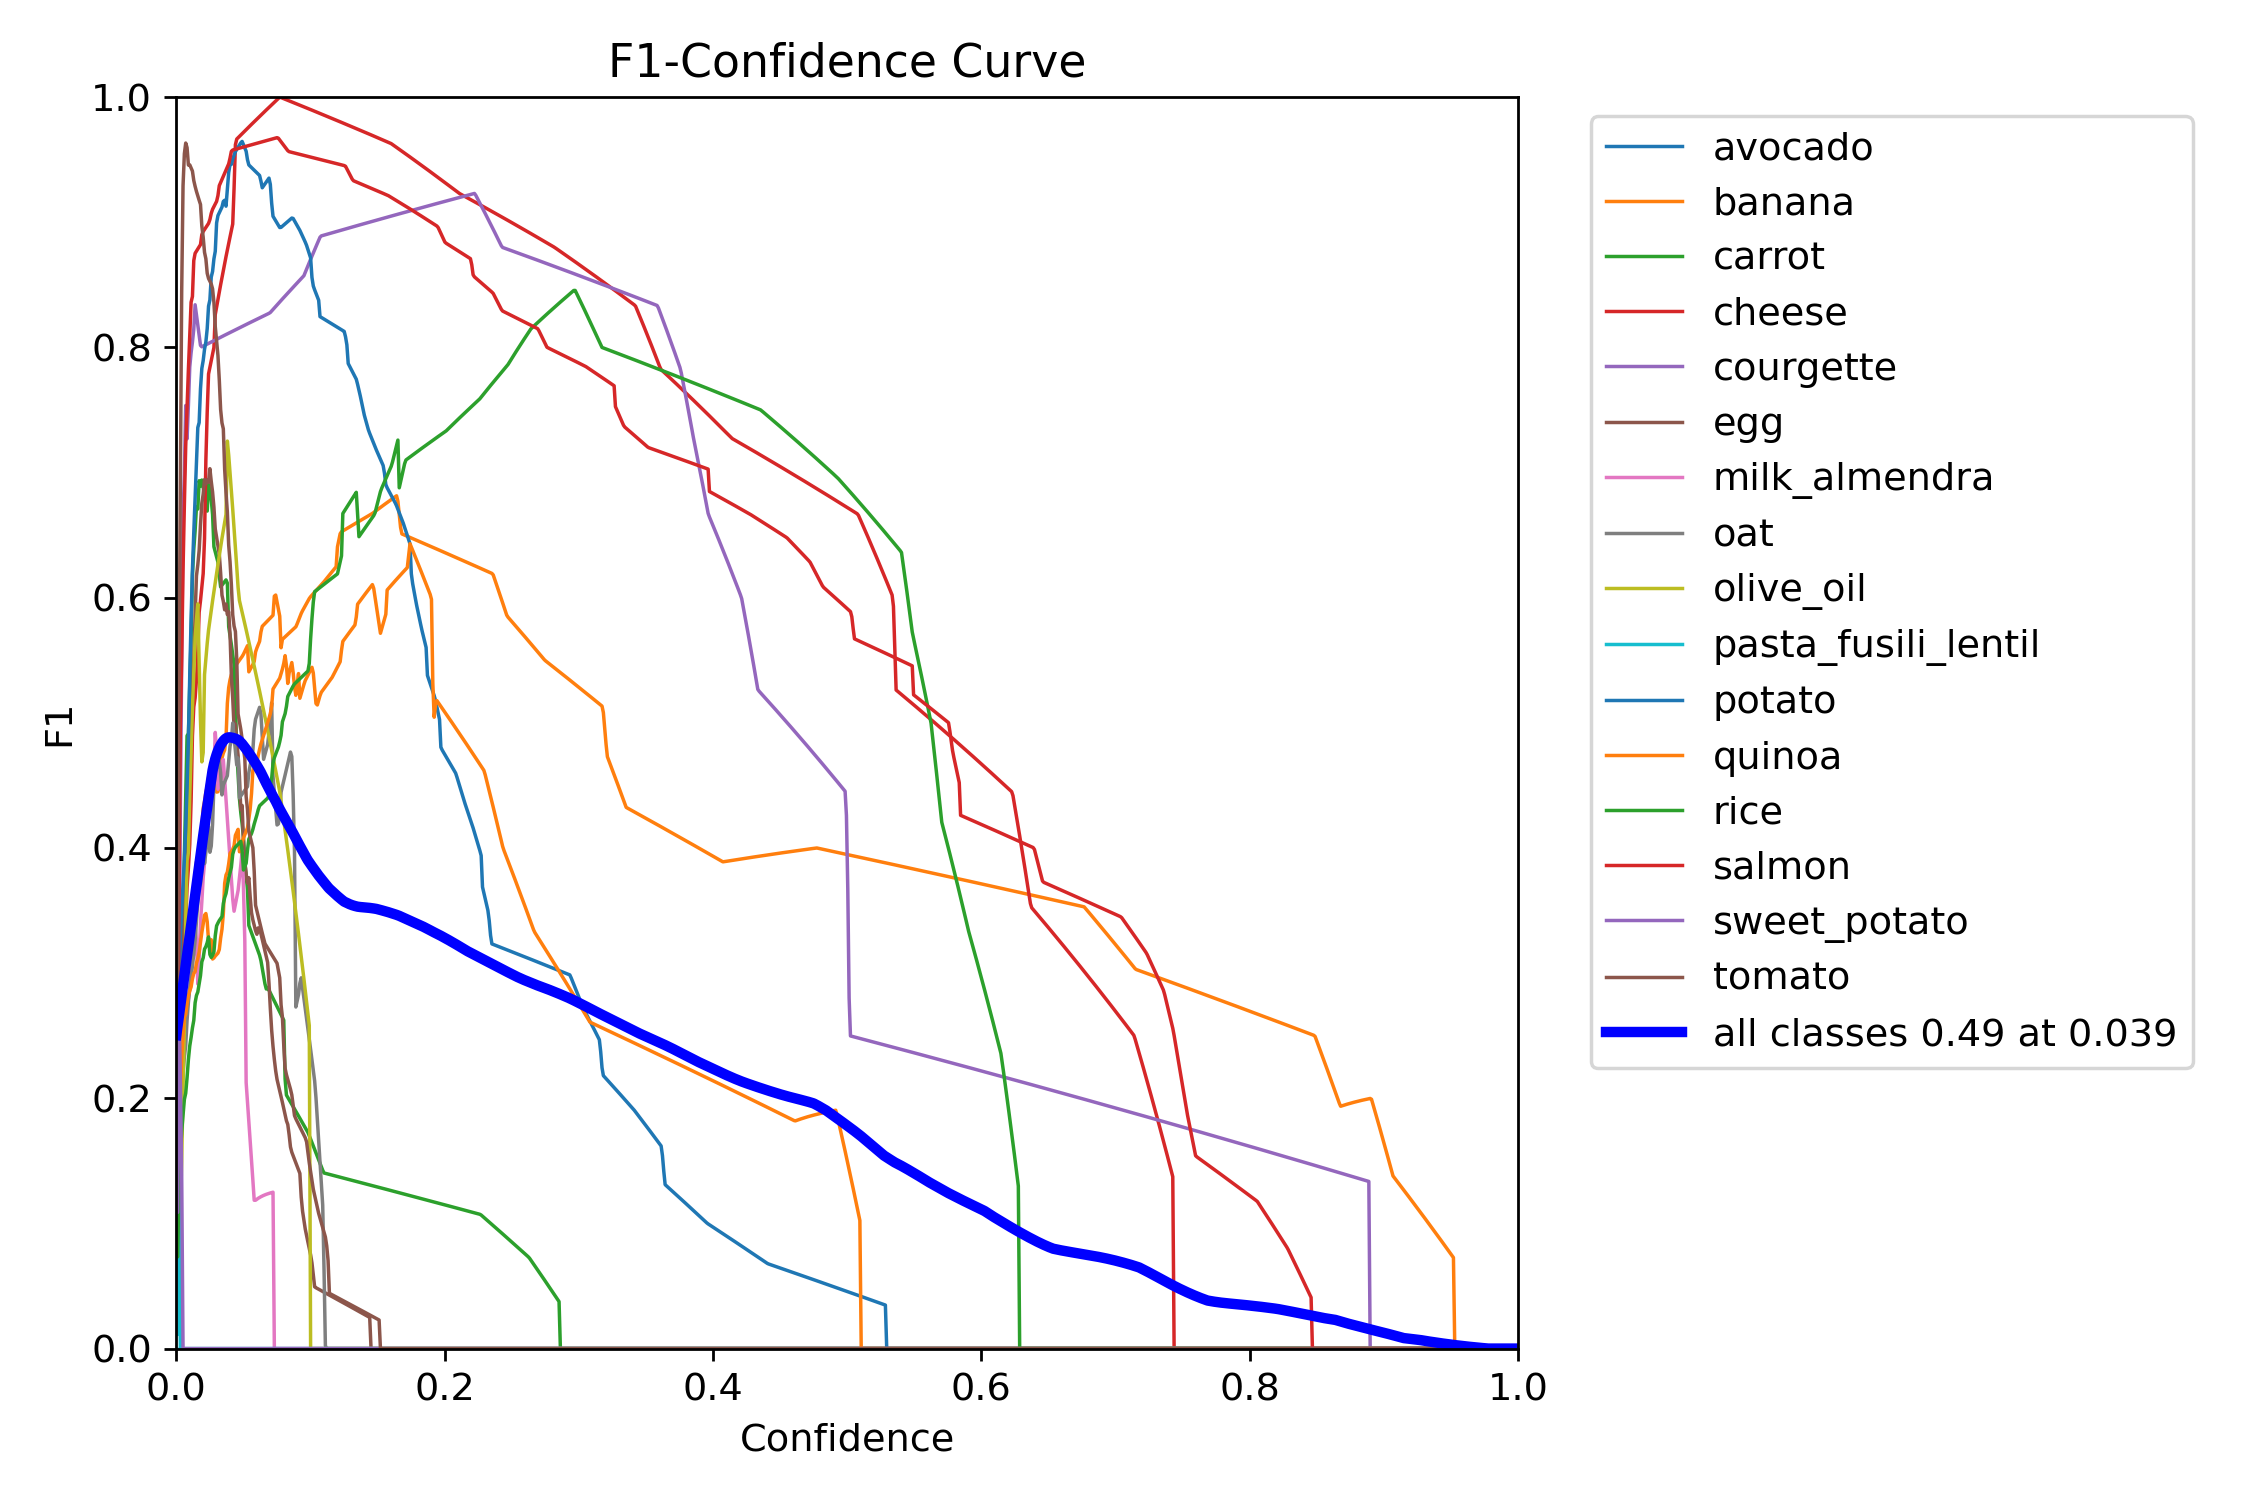 F1-Confidence Curve
1.0
0.8
0.6
0.4
0.2
0.0
F1
0.0 0.2 0.4 0.6 0.8 1.0
Confidence
avocado
banana
carrot
cheese
courgette
egg
milk_almendra
oat
olive_oil
pasta_fusili_lentil
potato
quinoa
rice
salmon
sweet_potato
tomato
all classes 0.49 at 0.039